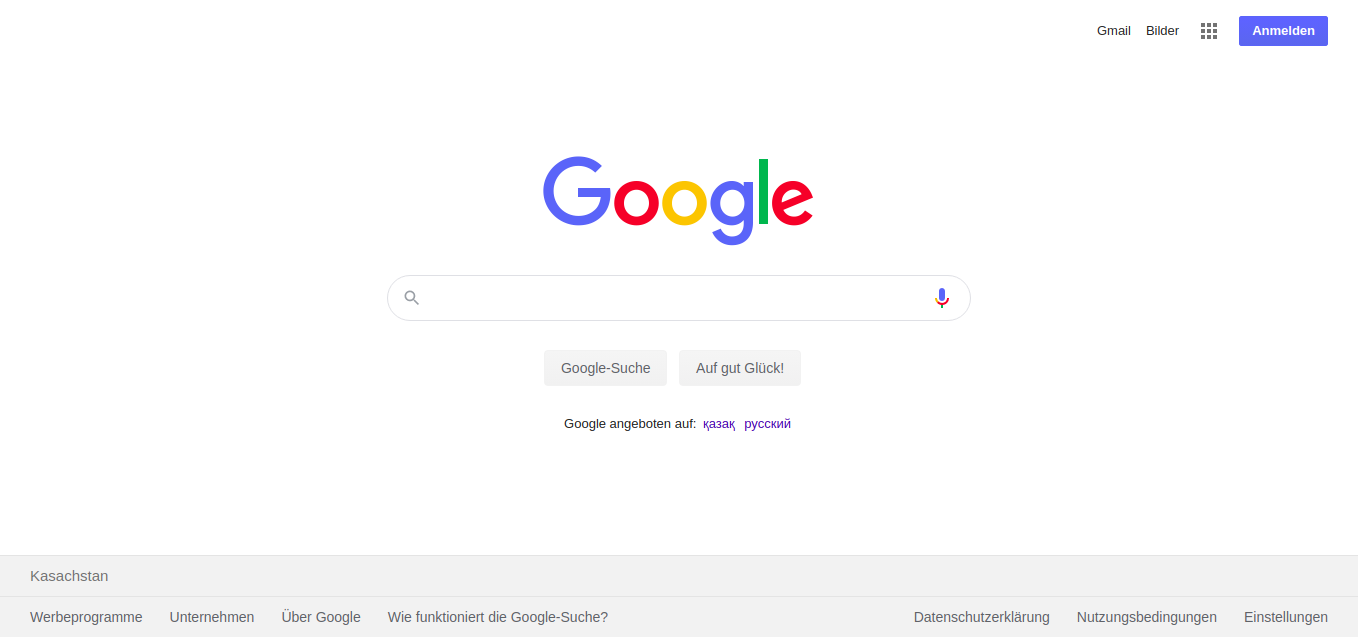 Gmail Bilder Anmelden
Google
Google-Suche Auf gut Glück!
Google angeboten auf: қазақ русский
Kasachstan
Werbeprogramme Unternehmen Über Google Wie funktioniert die Google-Suche? Datenschutzerklärung Nutzungsbedingungen Einstellungen